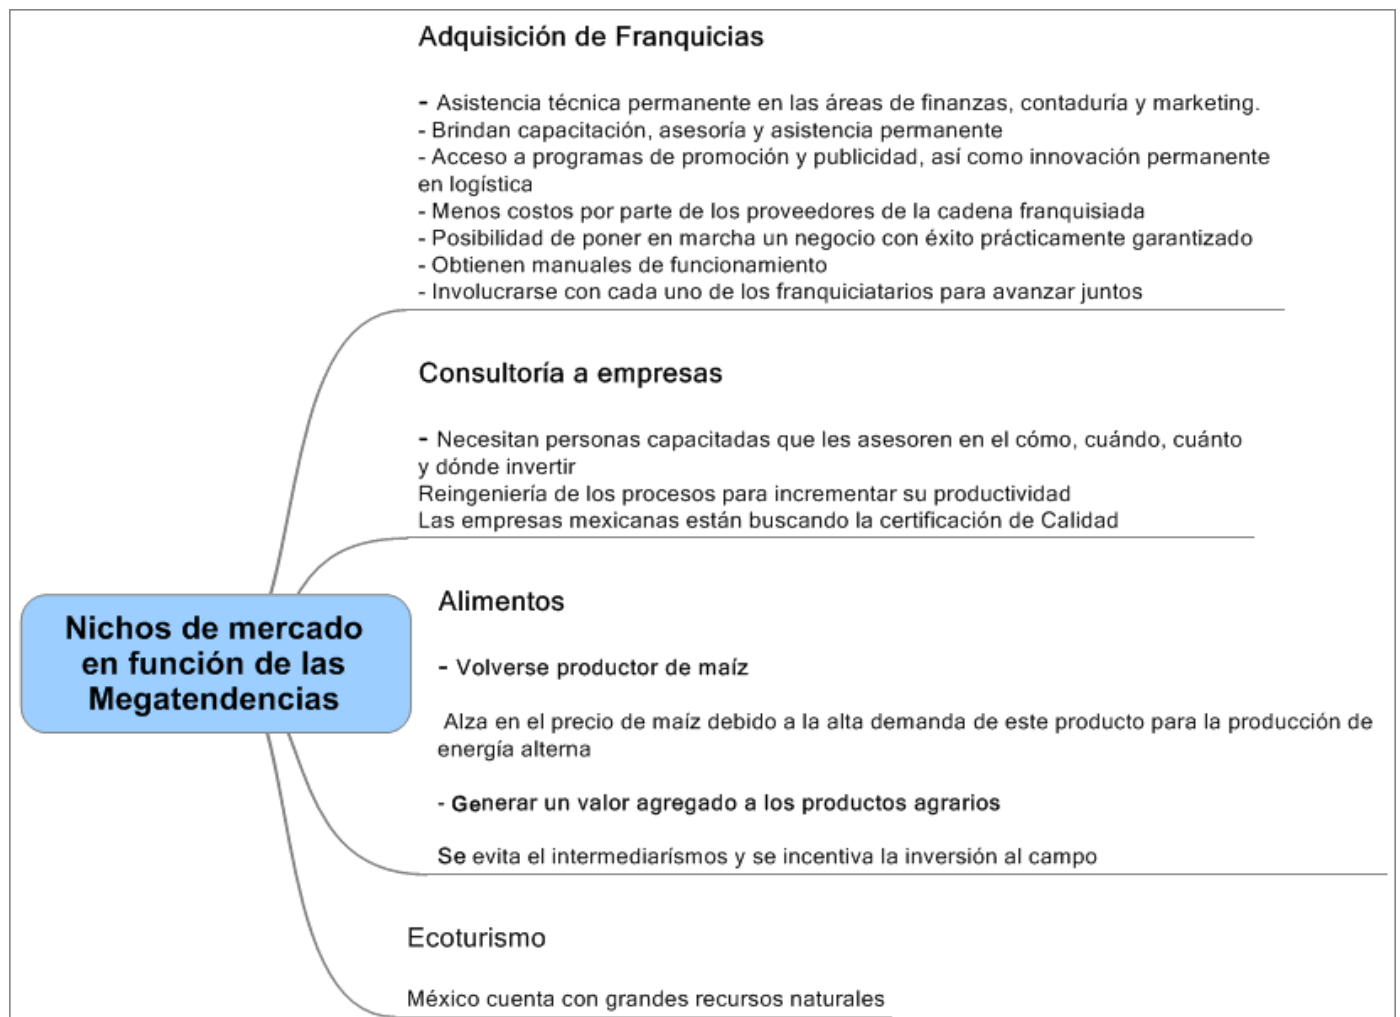 Adquisición de Franquicias
- Asistencia técnica permanente en las áreas de finanzas, contaduría y marketing.
- Brindan capacitación, asesoría y asistencia permanente
- Acceso a programas de promoción y publicidad, así como innovación permanente
en logística
- Menos costos por parte de los proveedores de la cadena franquisiada
- Posibilidad de poner en marcha un negocio con éxito prácticamente garantizado
- Obtienen manuales de funcionamiento
- Involucrarse con cada uno de los franquiciatarios para avanzar juntos
Consultoría a empresas
- Necesitan personas capacitadas que les asesoren en el cómo, cuándo, cuánto
y dónde invertir
Reingeniería de los procesos para incrementar su productividad
Las empresas mexicanas están buscando la certificación de Calidad
Nichos de mercado
en función de las
Megatendencias
Alimentos
- Volverse productor de maíz
Alza en el precio de maíz debido a la alta demanda de este producto para la producción de
energía alterna
- Generar un valor agregado a los productos agrarios
Se evita el intermediarísmos y se incentiva la inversión al campo
Ecoturismo
México cuenta con grandes recursos naturales